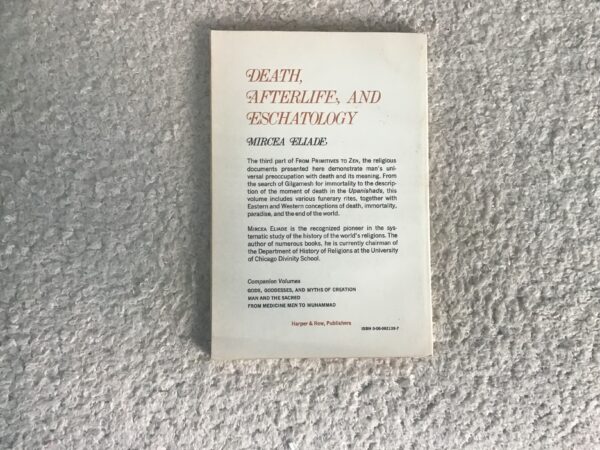 DEATH,
AFTERLIFE, AND
ESCHATOLOGY
MIRCEA ELIADE
The third part of FROM PRIMITIVES TO ZEN, the religious
documents presented here demonstrate man's uni-
versal preoccupation with death and its meaning. From
the search of Gilgamesh for immortality to the descrip-
tion of the moment of death in the Upanishads, this
volume includes various funerary rites, together with
Eastern and Western conceptions of death, immortality,
paradise, and the end of the world.
MIRCEA ELIADE is the recognized pioneer in the sys-
tematic study of the history of the world's religions. The
author of numerous books, he is currently chairman of
the Department of History of Religions at the University
of Chicago Divinity School.
Companion Volumes
GODS, GODDESSES, AND MYTHS OF CREATION
MAN AND THE SACRED
FROM MEDICINE MEN TO MUHAMMAD
Harper & Row, Publishers
ISBN